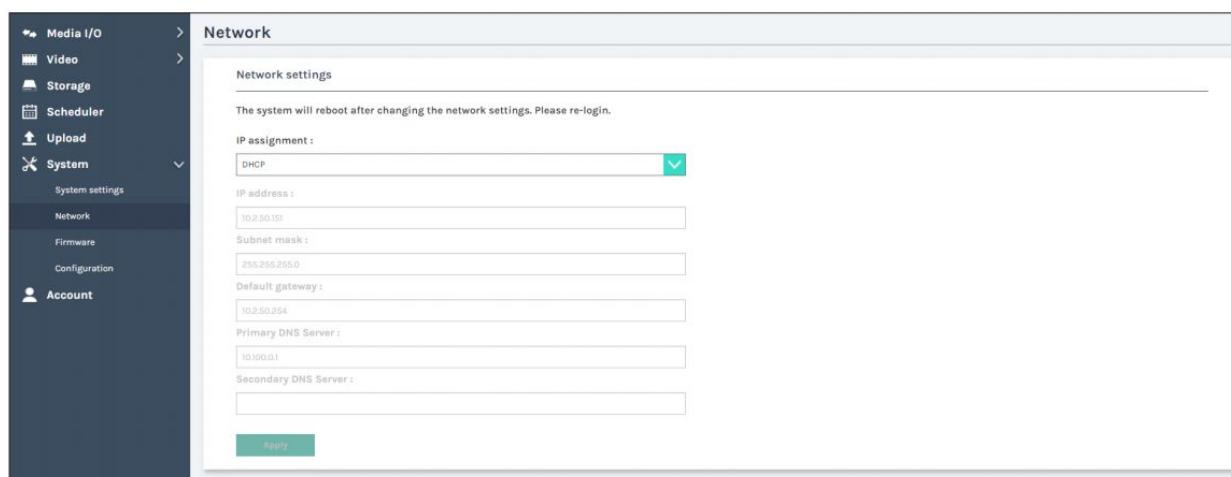 Media I/O
Video
Storage
Scheduler
Upload
System
System settings
Network
Firmware
Configuration
Account
Network
Network settings
The system will reboot after changing the network settings. Please re-login.
IP assignment :
DHCP
IP address :
10.2.50.151
Subnet mask :
255.255.255.0
Default gateway :
10.2.50.254
Primary DNS Server :
10.100.0.1
Secondary DNS Server :
Apply